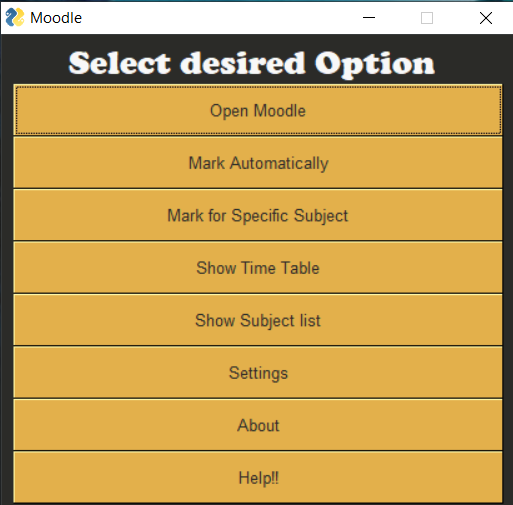 Moodle
Select desired Option
Open Moodle
Mark Automatically
Mark for Specific Subject
Show Time Table
Show Subject list
Settings
About
Help!!